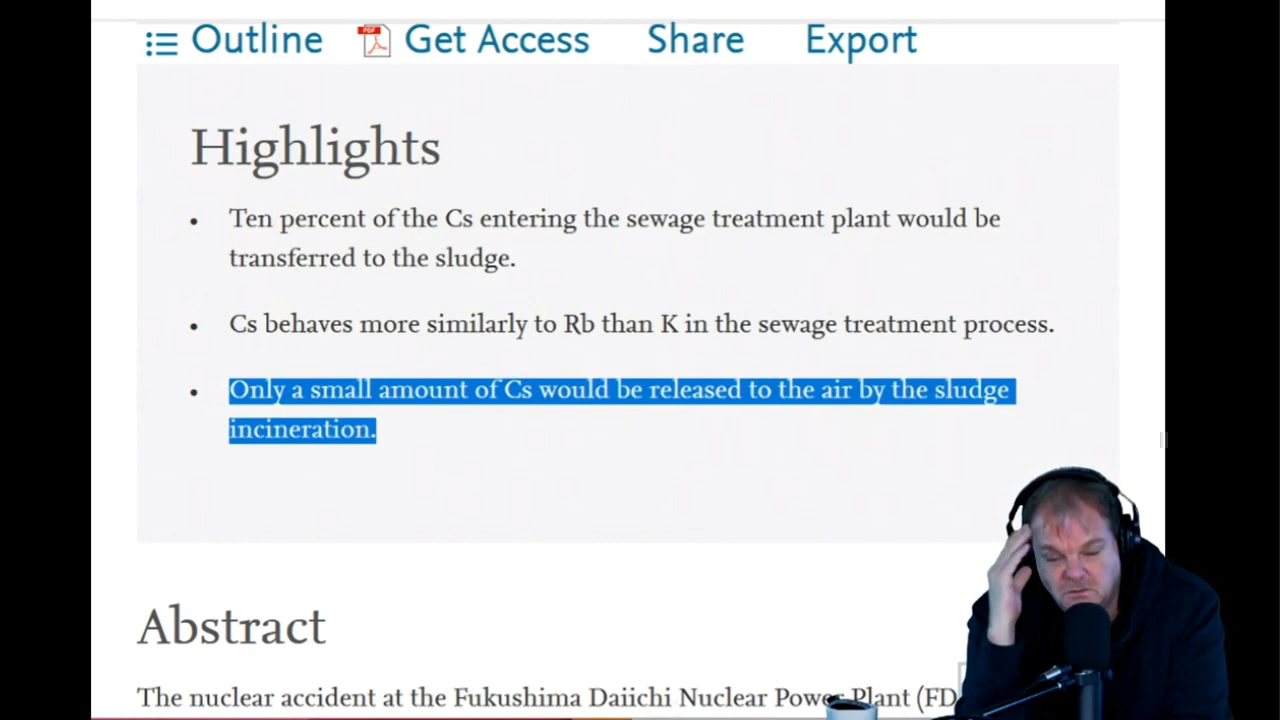 Outline Get Access Share Export
Highlights
• Ten percent of the Cs entering the sewage treatment plant would be
transferred to the sludge.
• Cs behaves more similarly to Rb than K in the sewage treatment process.
• Only a small amount of Cs would be released to the air by the sludge
incineration.
Abstract
The nuclear accident at the Fukushima Daiichi Nuclear Power Plant (FD